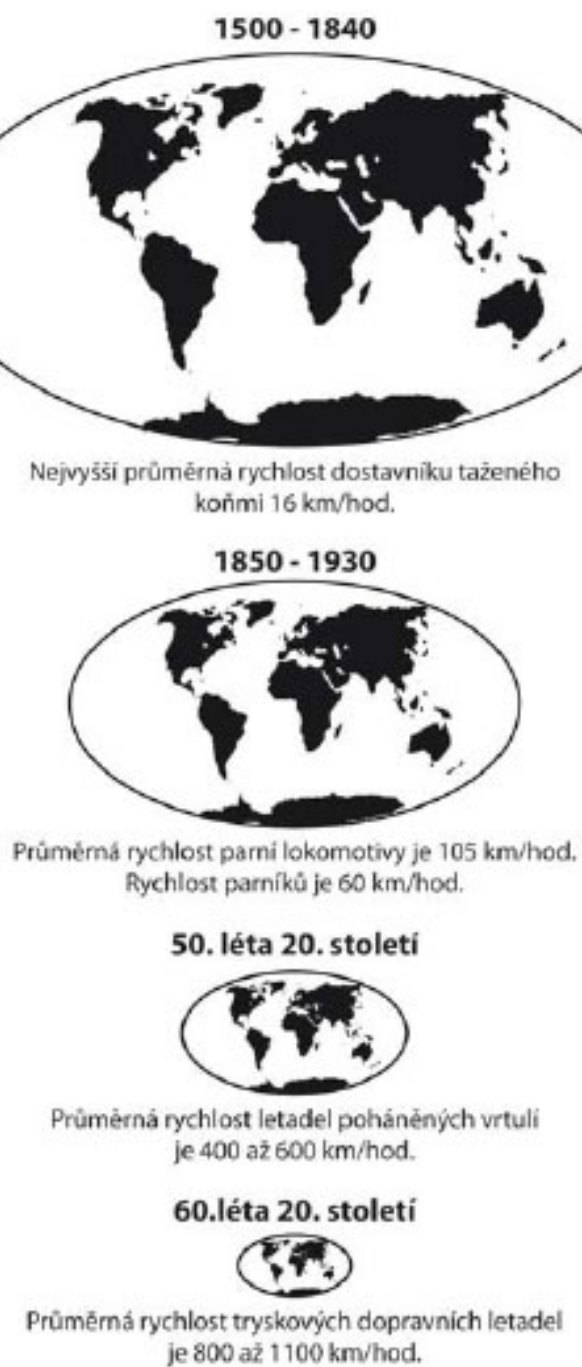 1500 - 1840
Nejvyšší průměrná rychlost dostavníku taženého
koňmi 16 km/hod.
1850 - 1930
Průměrná rychlost parní lokomotivy je 105 km/hod.
Rychlost parníků je 60 km/hod.
50. léta 20. století
Průměrná rychlost letadel poháněných vrtulí
je 400 až 600 km/hod.
60.léta 20. století
Průměrná rychlost tryskových dopravních letadel
je 800 až 1100 km/hod.